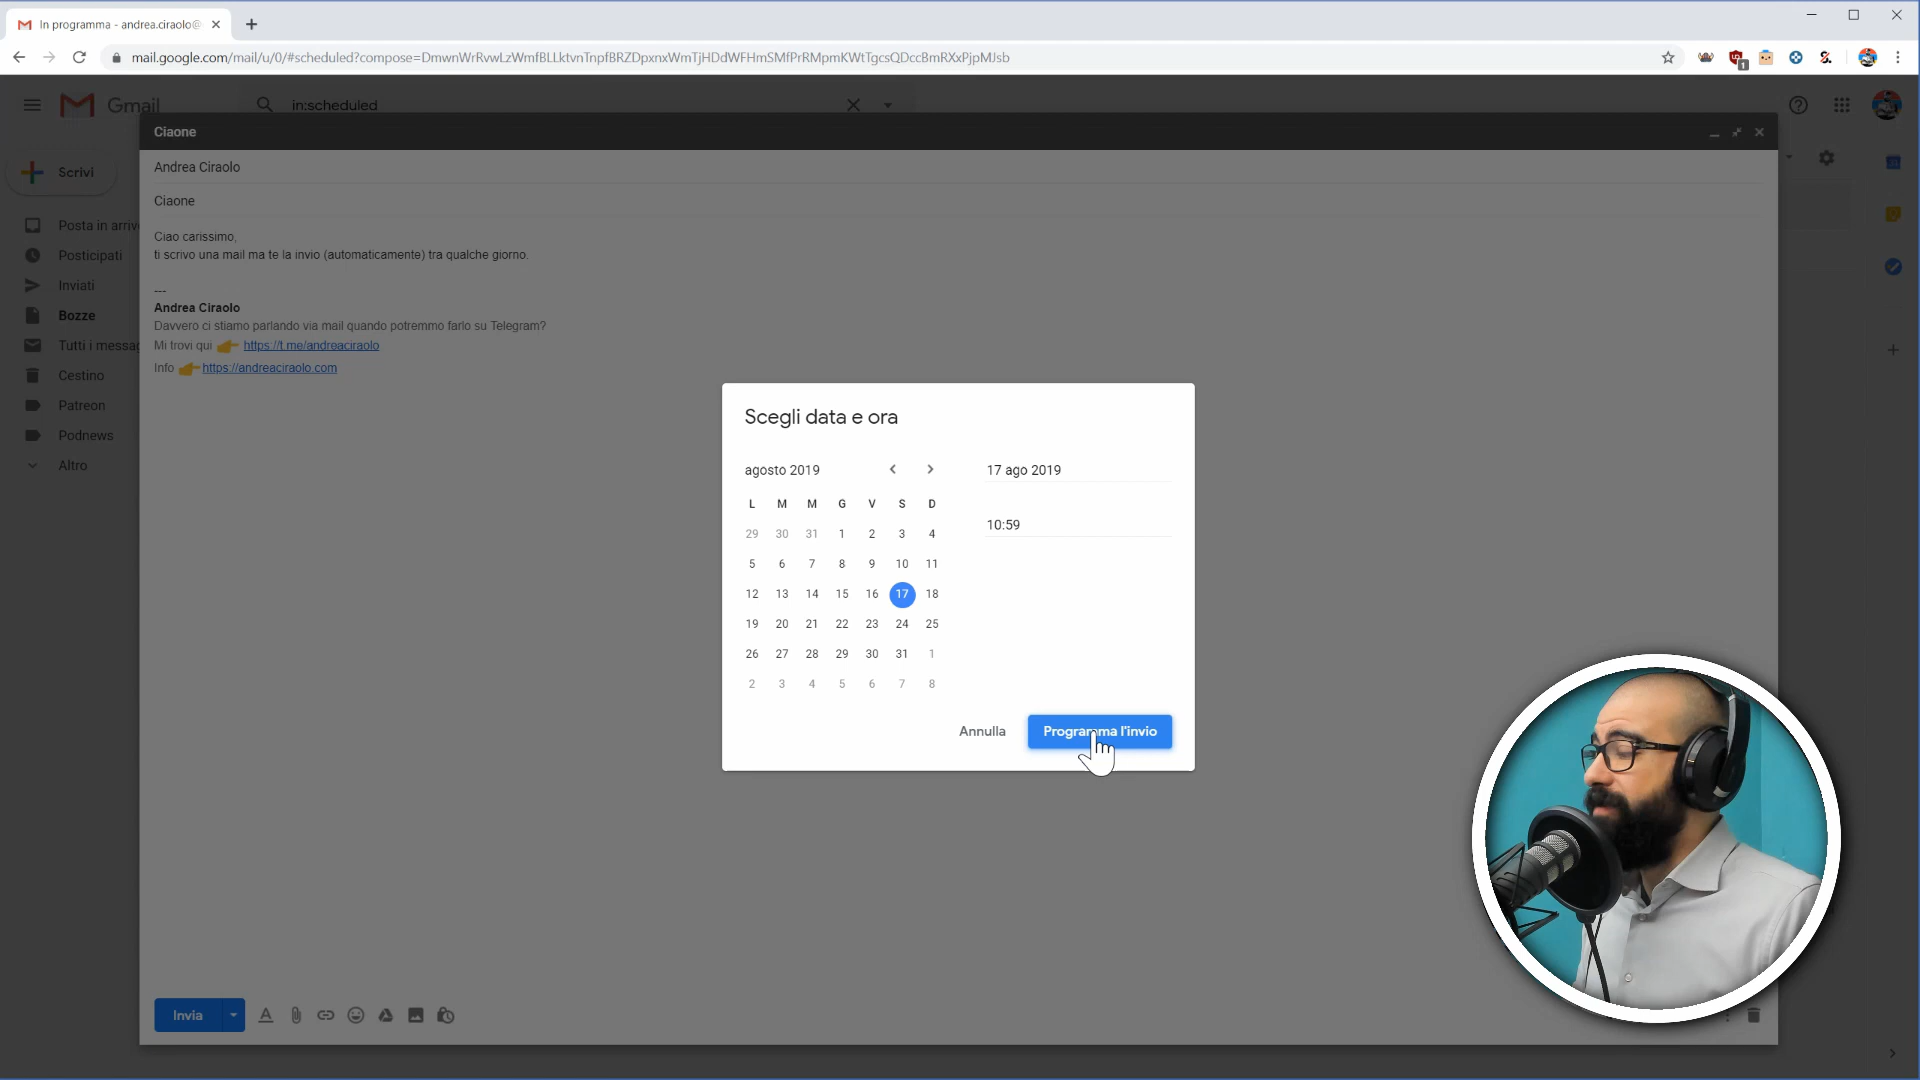 In programma - andrea.ciraolo@
mail.google.com/mail/u/0/#scheduled?compose=DmwnWrRvwLzWmfBLLktvnTnpfBRZDpxnxWmTjHDdWFHmSMfPrRMpmKWtTgcsQDccBmRXxPjpMJsb
1
Gmail
in:scheduled
Ciaone
Scrivi
Andrea Ciraolo
Ciaone
Posta in arriv
Posticipati
Inviati
Bozze
Tutti i messag
Cestino
Patreon
Podnews
Altro
Ciao carissimo,
ti scrivo una mail ma te la invio (automaticamente) tra qualche giorno.
---
Andrea Ciraolo
Davvero ci stiamo parlando via mail quando potremmo farlo su Telegram?
Mi trovi qui 👉 https://t.me/andreaciraolo
Info 👉 https://andreaciraolo.com
Scegli data e ora
agosto 2019
17 ago 2019
10:59
L M M G V S D
29 30 31 1 2 3 4
5 6 7 8 9 10 11
12 13 14 15 16 17 18
19 20 21 22 23 24 25
26 27 28 29 30 31 1
2 3 4 5 6 7 8
Annulla
Programma l'invio
Invia